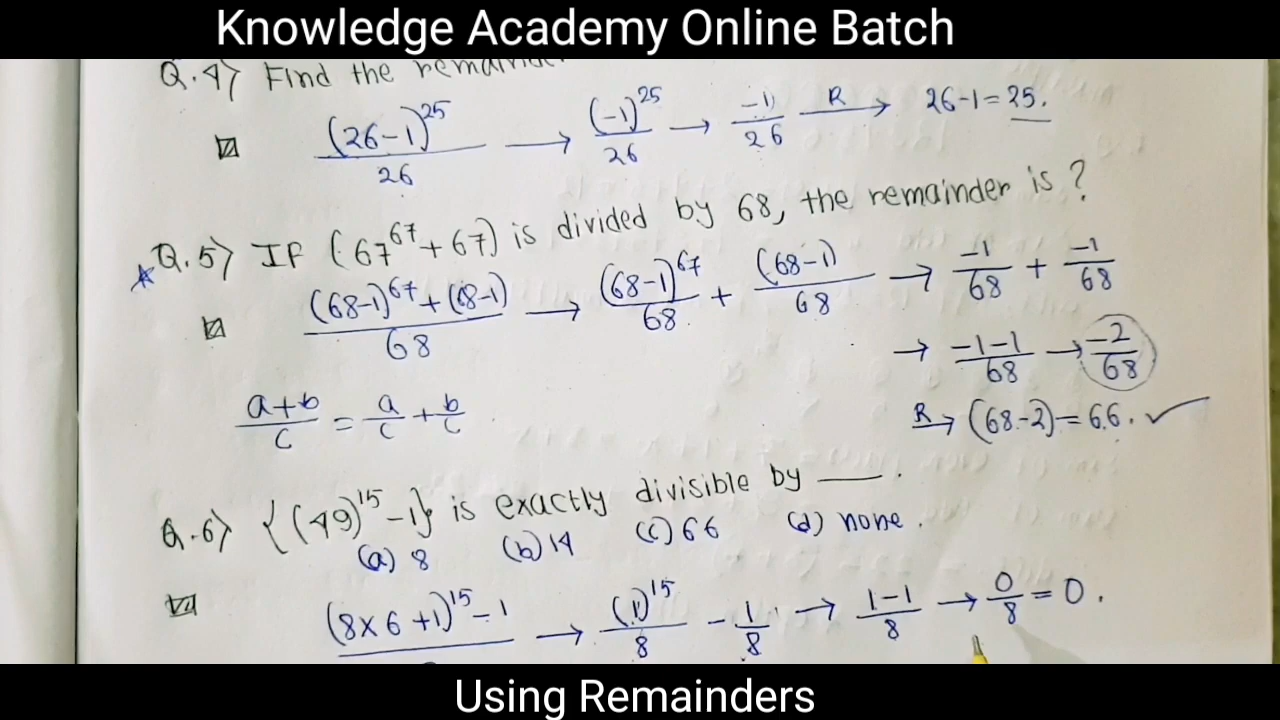 Knowledge Academy Online Batch
Q.4) Find the remainder
(26-1)^25 / 26 → (-1)^25 / 26 → -1/26 R→ 26-1=25.
Q.5) If (67^67 + 67) is divided by 68, the remainder is ?
(68-1)^67 + (68-1) / 68 → (68-1)^67 / 68 + (68-1) / 68 → -1/68 + -1/68
→ -1-1/68 → -2/68
a+b/c = a/c + b/c
R→ (68-2)=66. ✓
Q.6) {(49)^15 -1} is exactly divisible by —.
(a) 8 (b) 14 (c) 66 (d) none.
(8×6+1)^15 -1 → (1)^15 / 8 - 1/8 → 1-1/8 → 0/8 = 0.
Using Remainders